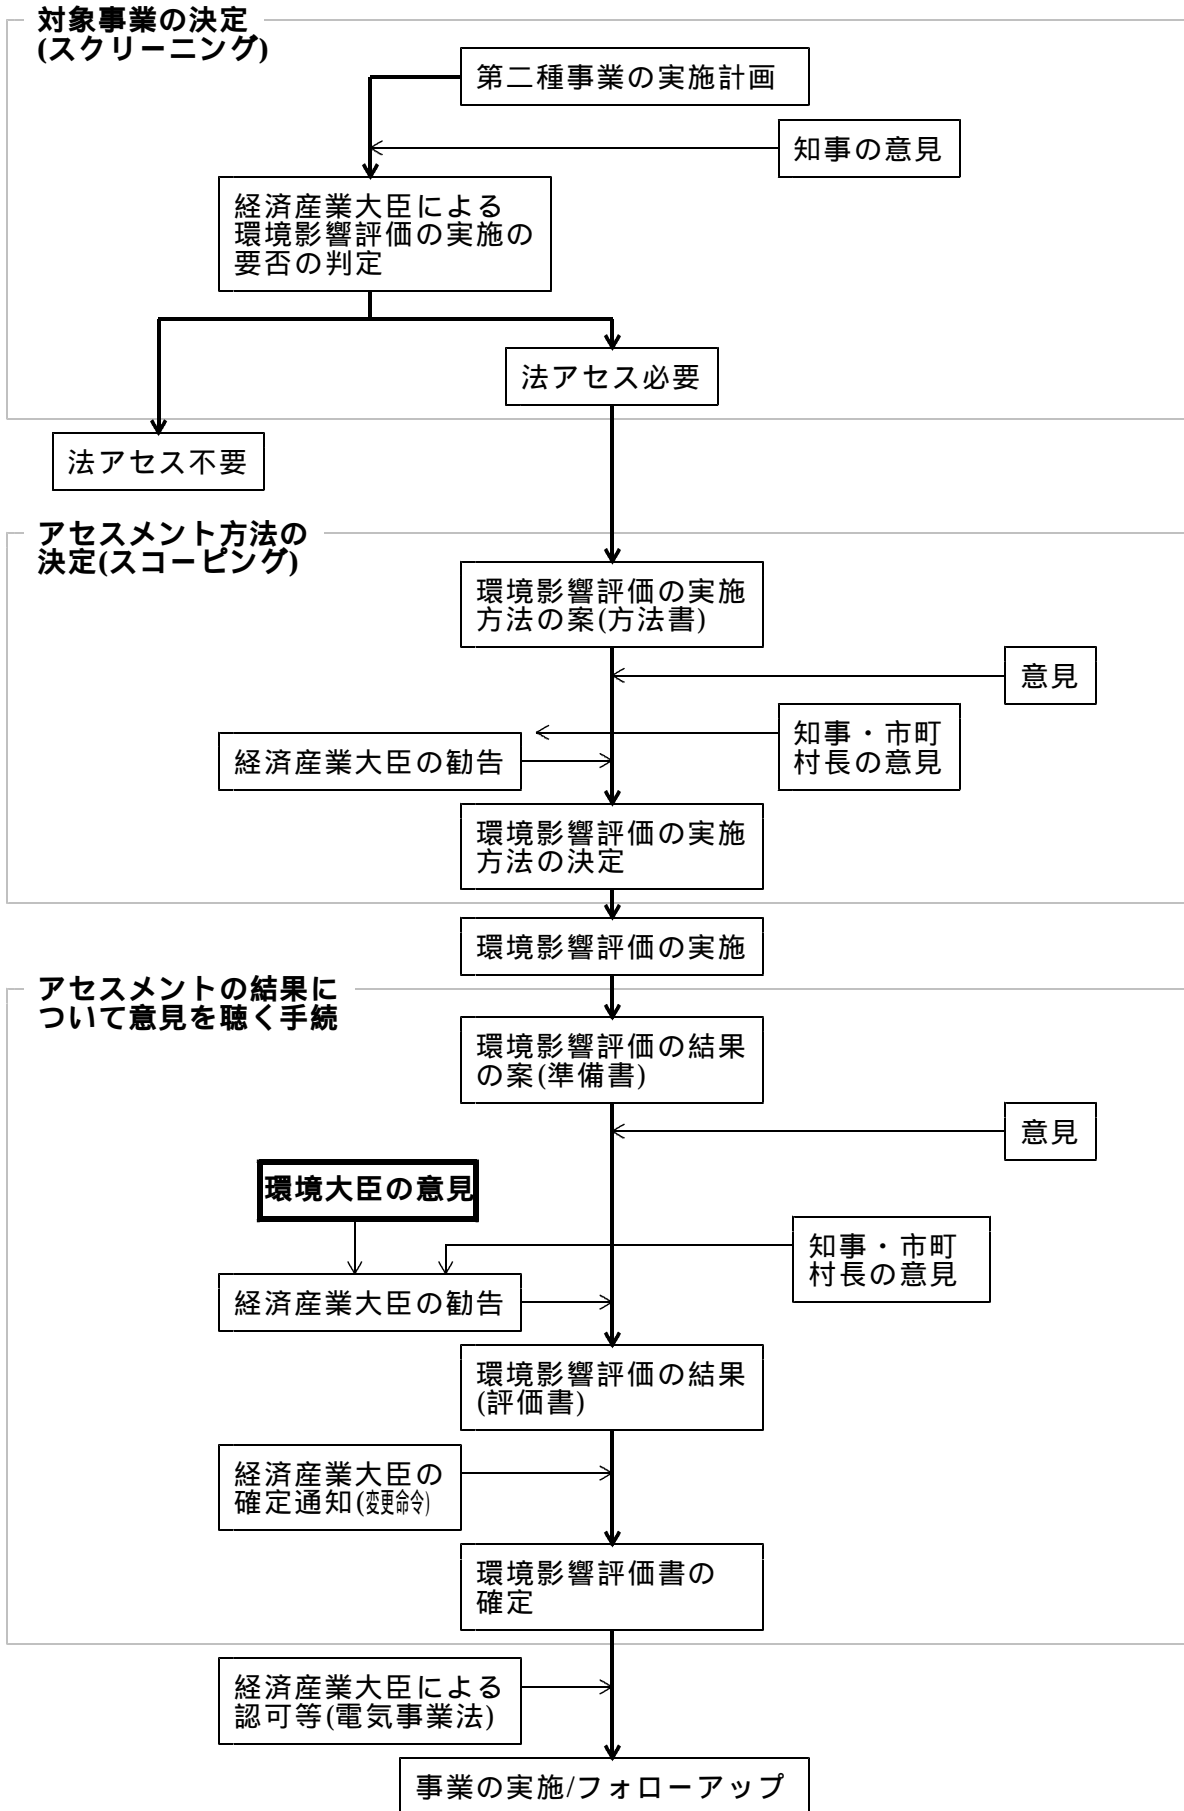 対象事業の決定
(スクリーニング)
第二種事業の実施計画
知事の意見
経済産業大臣による
環境影響評価の実施の
要否の判定
法アセス必要
法アセス不要
アセスメント方法の
決定(スコーピング)
環境影響評価の実施
方法の案(方法書)
意見
知事・市町
村長の意見
経済産業大臣の勧告
環境影響評価の実施
方法の決定
環境影響評価の実施
アセスメントの結果に
ついて意見を聴く手続
環境影響評価の結果
の案(準備書)
意見
環境大臣の意見
知事・市町
村長の意見
経済産業大臣の勧告
環境影響評価の結果
(評価書)
経済産業大臣の
確定通知(変更命令)
環境影響評価書の
確定
経済産業大臣による
認可等(電気事業法)
事業の実施/フォローアップ